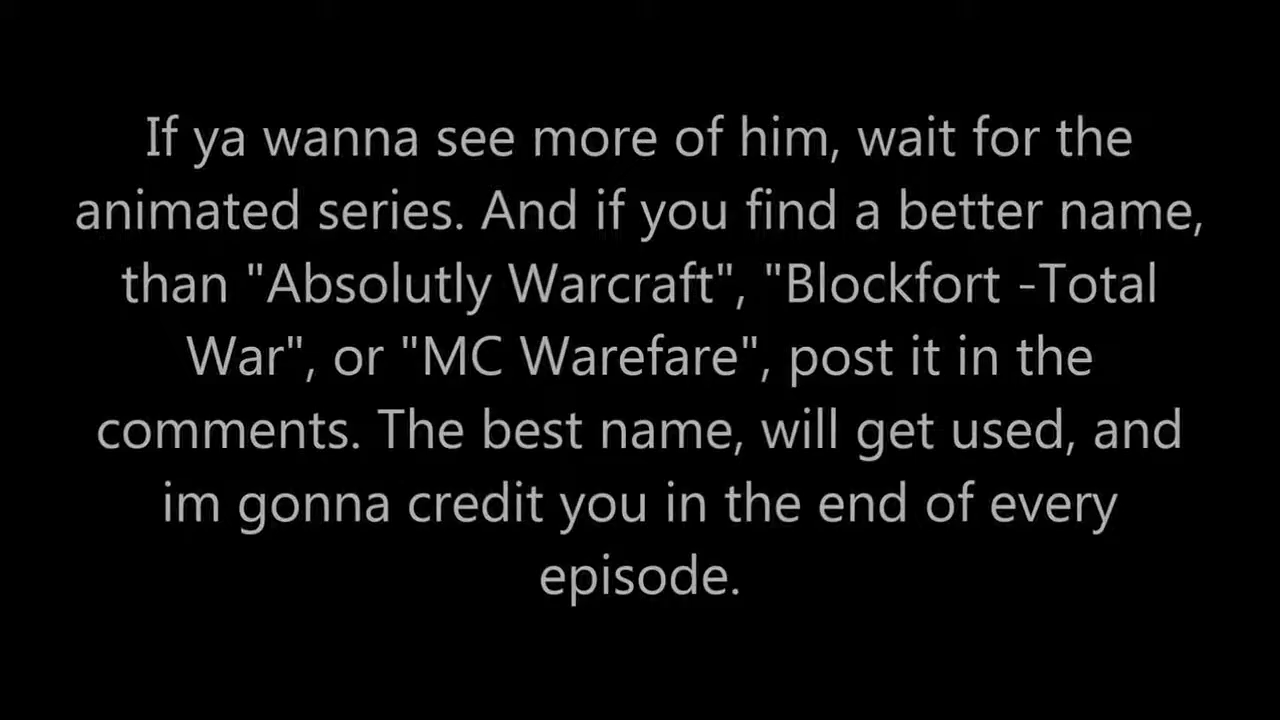 If ya wanna see more of him, wait for the
animated series. And if you find a better name,
than "Absolutly Warcraft", "Blockfort -Total
War", or "MC Warefare", post it in the
comments. The best name, will get used, and
im gonna credit you in the end of every
episode.